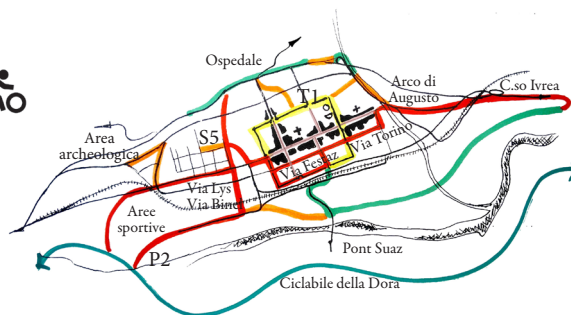 Ospedale
Arco di
Augusto
C.so Ivrea
T1
Area
archeologica
S5
Via Torino
Via Festaz
Via Lys
Via Binel
Aree
sportive
P2
Pont Suaz
Ciclabile della Dora